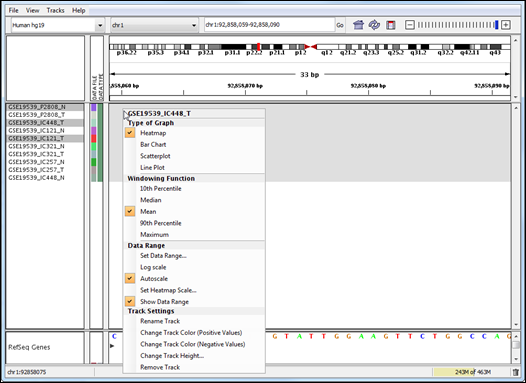 File View Tracks Help
Human hg19 chr1 chr1:92,858,059-92,858,090 Go
p36.22 p35.3 p34.1 p32.1 p31.1 p22.2 p21.1 p12 q12 q21.1 q23.3 q25.2 q31.1 q32.1 q41 q42.11 q43
33 bp
,858,060 bp 92,858,070 bp 92,858,080 bp 92,858,090 bp
DATA FILE
DATA TYPE
GSE19539_P2808_N
GSE19539_P2808_T
GSE19539_IC448_T
GSE19539_IC121_N
GSE19539_IC121_T
GSE19539_IC321_N
GSE19539_IC321_T
GSE19539_IC257_N
GSE19539_IC257_T
GSE19539_IC448_N
GSE19539_IC448_T
Type of Graph
Heatmap
Bar Chart
Scatterplot
Line Plot
Windowing Function
10th Percentile
Median
Mean
90th Percentile
Maximum
Data Range
Set Data Range...
Log scale
Autoscale
Set Heatmap Scale...
Show Data Range
Track Settings
Rename Track
Change Track Color (Positive Values)
Change Track Color (Negative Values)
Change Track Height...
Remove Track
C G T A T T G G A A G T T C T G G C C A G
RefSeq Genes
chr1:92858075 243M of 463M